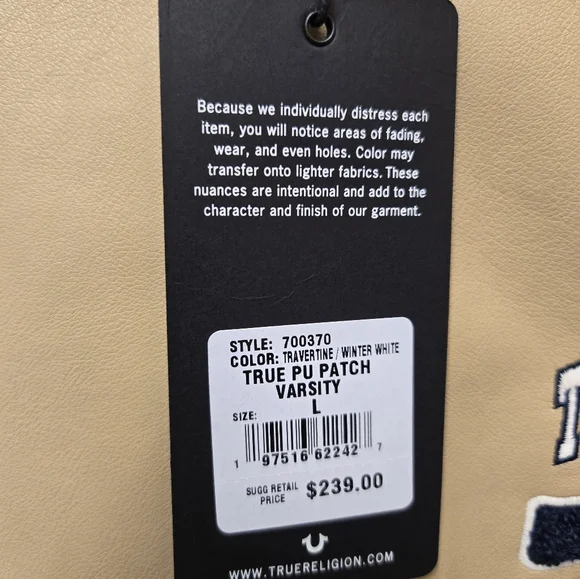 Because we individually distress each
item, you will notice areas of fading,
wear, and even holes. Color may
transfer onto lighter fabrics. These
nuances are intentional and add to the
character and finish of our garment.
STYLE: 700370
COLOR: TRAVERTINE / WINTER WHITE
TRUE PU PATCH
VARSITY
SIZE: L
1 97516 62242 7
SUGG RETAIL PRICE $239.00
WWW.TRUERELIGION.COM
T